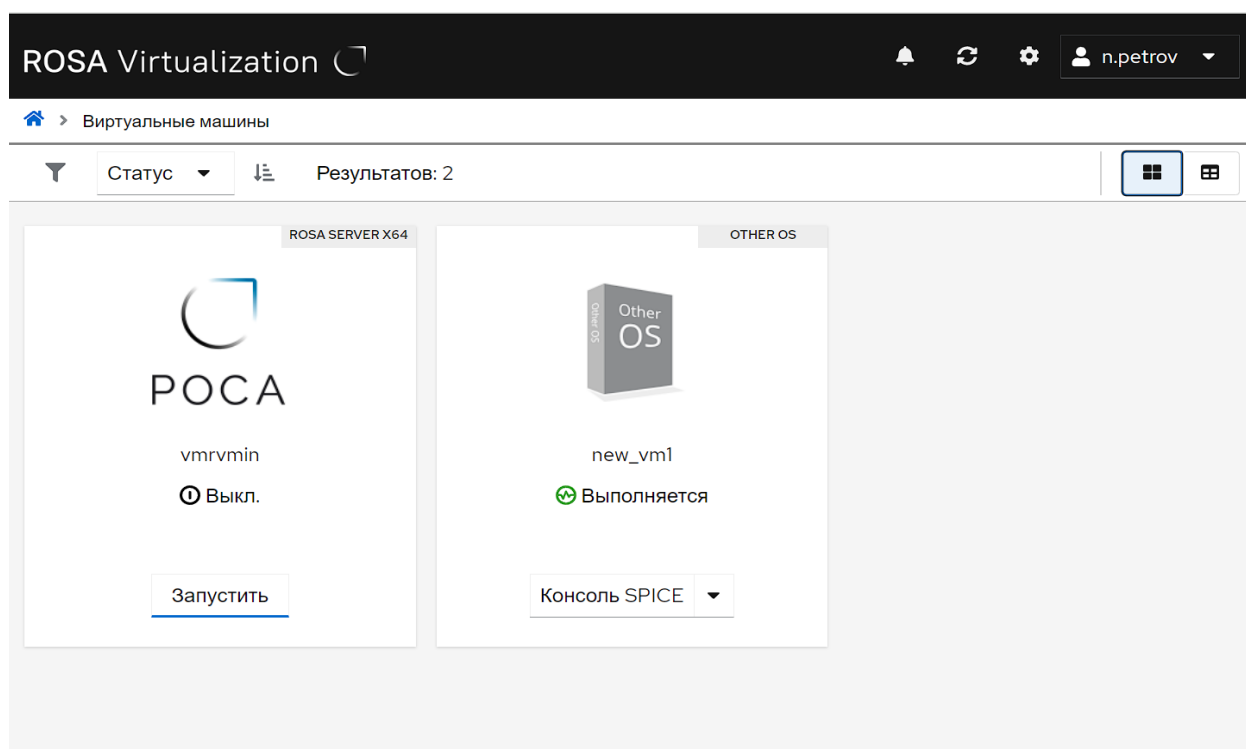 ROSA Virtualization
n.petrov
Виртуальные машины
Статус
Результатов: 2
ROSA SERVER X64
РОСА
vmrvmin
Выкл.
Запустить
OTHER OS
Other OS
Other
OS
new_vm1
Выполняется
Консоль SPICE